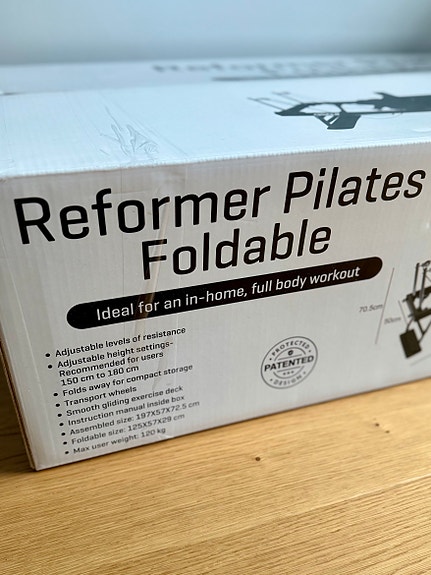 Reformer Pilates
Foldable
Ideal for an in-home, full body workout
• Adjustable levels of resistance
• Adjustable height settings-
Recommended for users
150 cm to 180 cm
• Folds away for compact storage
• Transport wheels
• Smooth gliding exercise deck
• Instruction manual inside box
• Assembled size: 197X57X72.5 cm
• Foldable size: 125X57X29 cm
• Max user weight: 120 kg
PROTECTED
PATENTED
DESIGN
70.5cm